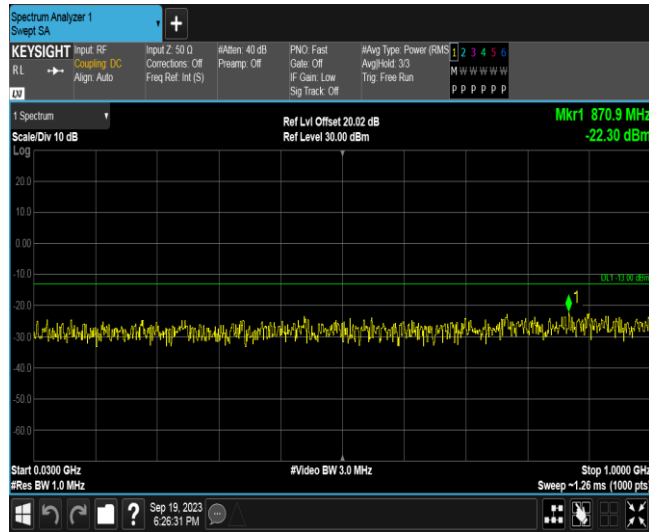 Spectrum Analyzer 1
Swept SA
+
KEYSIGHT Input: RF Input Z: 50 Ω #Atten: 40 dB PNO: Fast #Avg Type: Power (RMS 1 2 3 4 5 6
RL Coupling: DC Corrections: Off Preamp: Off Gate: Off Avg|Hold: 3/3 M W W W W W
Align: Auto Freq Ref: Int (S) IF Gain: Low Trig: Free Run
LXI Sig Track: Off P P P P P P
1 Spectrum Ref Lvl Offset 20.02 dB Mkr1 870.9 MHz
Scale/Div 10 dB Ref Level 30.00 dBm -22.30 dBm
Log
20.0
10.0
0.00
-10.0
DL1 -13.00 dBm
-20.0
1
-30.0
-40.0
-50.0
-60.0
Start 0.0300 GHz #Video BW 3.0 MHz Stop 1.0000 GHz
#Res BW 1.0 MHz Sweep ~1.26 ms (1000 pts)
? Sep 19, 2023
6:26:31 PM